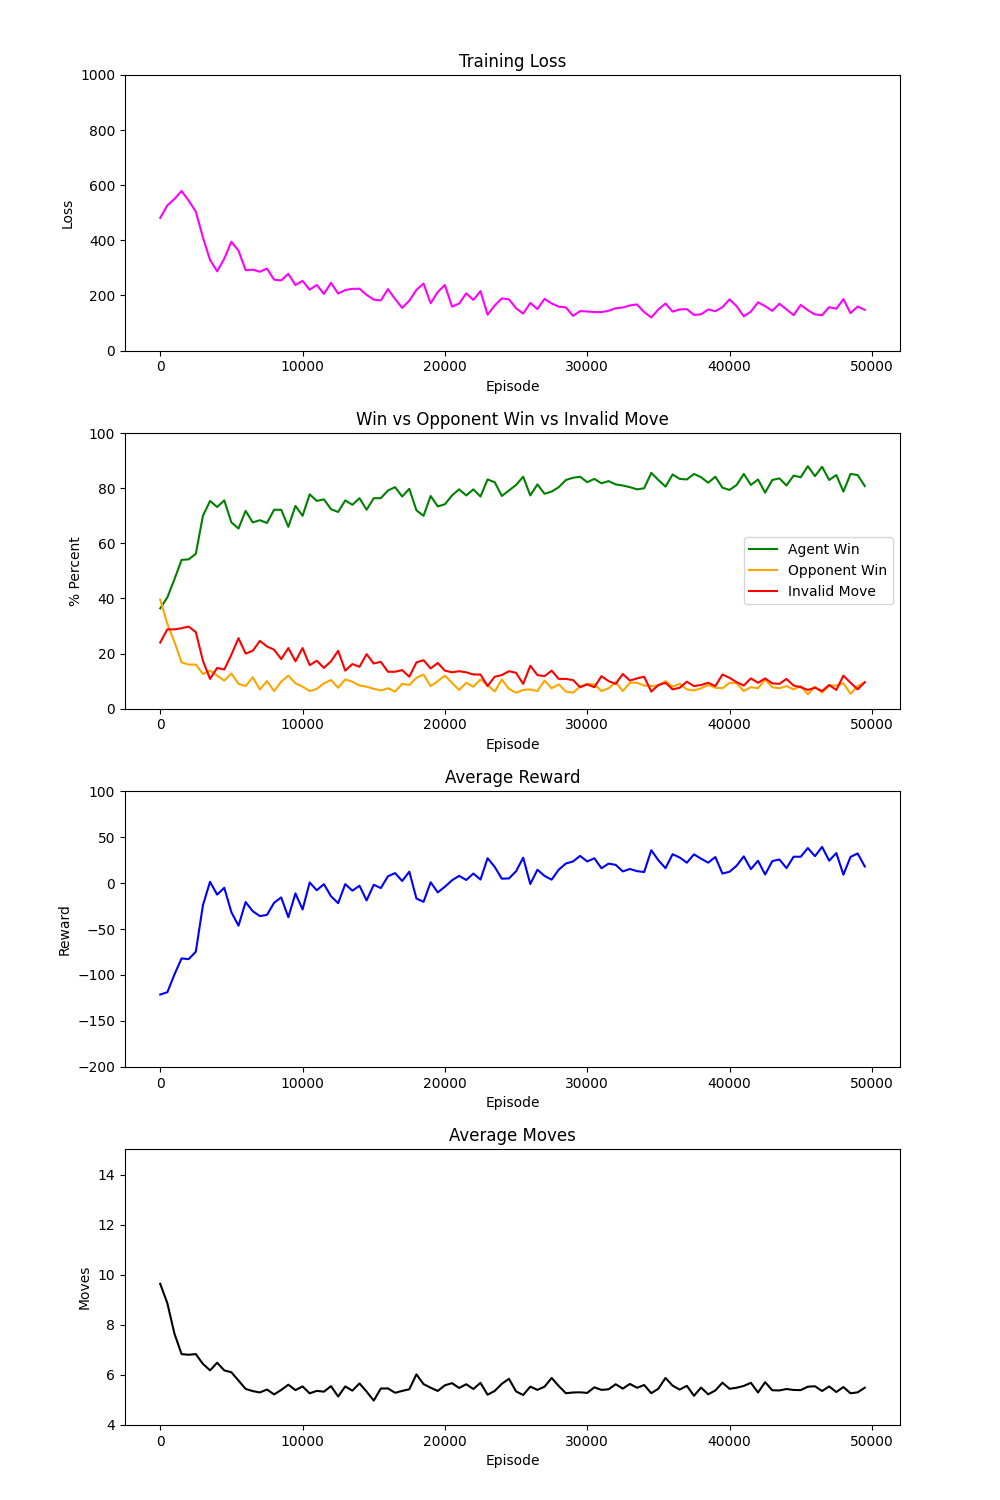 Training Loss
1000
800
600
400
200
0
Loss
0 10000 20000 30000 40000 50000
Episode
Win vs Opponent Win vs Invalid Move
100
80
60
40
20
0
% Percent
Agent Win
Opponent Win
Invalid Move
0 10000 20000 30000 40000 50000
Episode
Average Reward
100
50
0
−50
−100
−150
−200
Reward
0 10000 20000 30000 40000 50000
Episode
Average Moves
14
12
10
8
6
4
Moves
0 10000 20000 30000 40000 50000
Episode